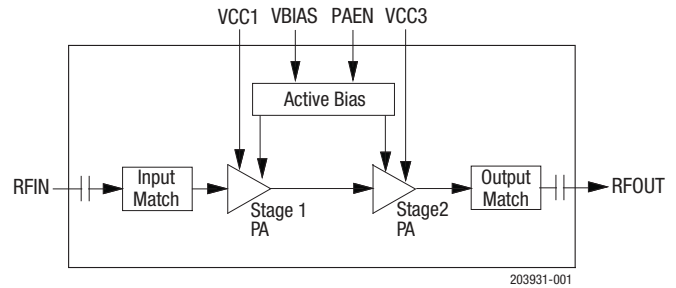 VCC1 VBIAS PAEN VCC3
Active Bias
RFIN
Input
Match
Stage 1
PA
Stage2
PA
Output
Match
RFOUT
203931-001